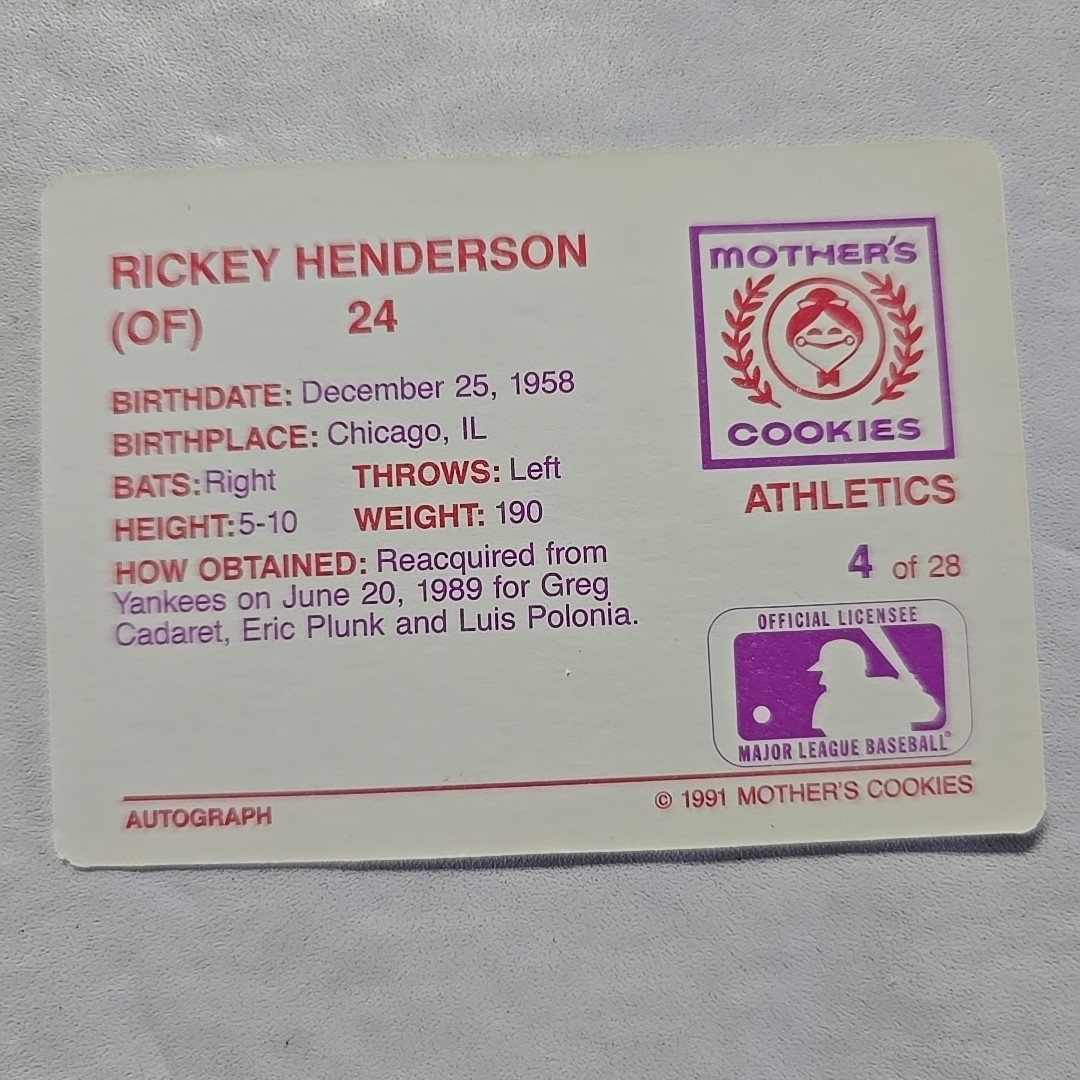 RICKEY HENDERSON
(OF) 24
BIRTHDATE: December 25, 1958
BIRTHPLACE: Chicago, IL
BATS: Right THROWS: Left
HEIGHT: 5-10 WEIGHT: 190
HOW OBTAINED: Reacquired from
Yankees on June 20, 1989 for Greg
Cadaret, Eric Plunk and Luis Polonia.
MOTHER'S
COOKIES
ATHLETICS
4 of 28
OFFICIAL LICENSEE
MAJOR LEAGUE BASEBALL®
AUTOGRAPH
© 1991 MOTHER'S COOKIES